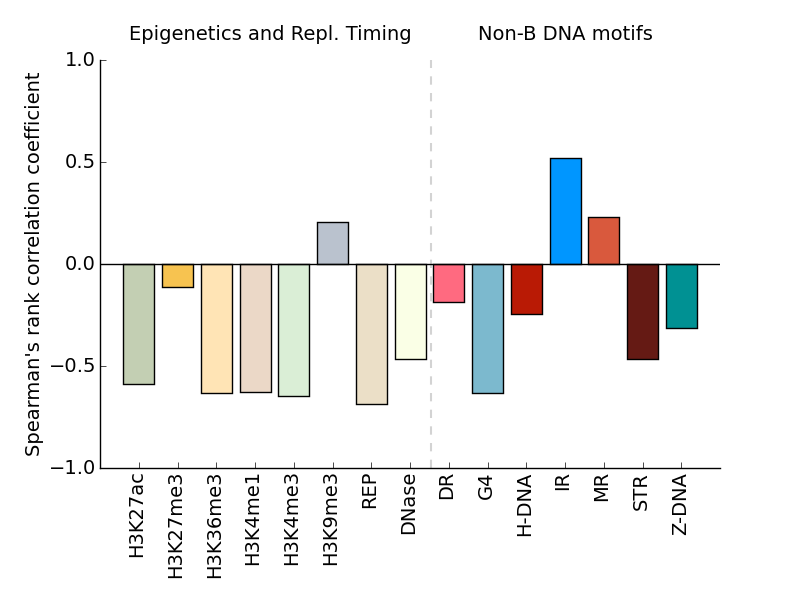 Epigenetics and Repl. Timing
Non-B DNA motifs
Spearman's rank correlation coefficient
1.0
0.5
0.0
−0.5
−1.0
H3K27ac
H3K27me3
H3K36me3
H3K4me1
H3K4me3
H3K9me3
REP
DNase
DR
G4
H-DNA
IR
MR
STR
Z-DNA